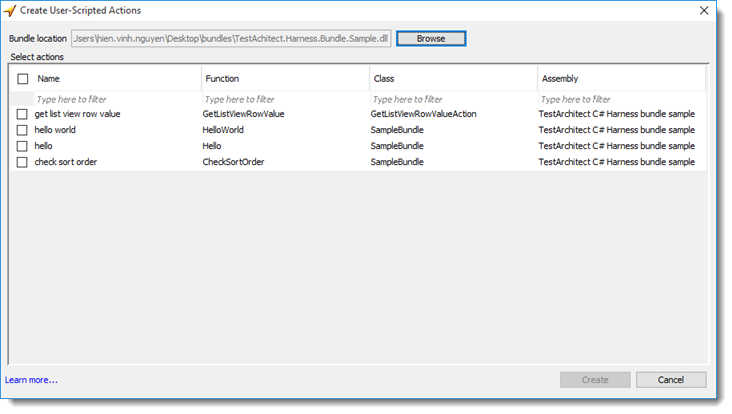 Create User-Scripted Actions
Bundle location Jsers\hien.vinh.nguyen\Desktop\bundles\TestAchitect.Harness.Bundle.Sample.dll Browse
Select actions
Name Function Class Assembly
Type here to filter Type here to filter Type here to filter Type here to filter
get list view row value GetListViewRowValue GetListViewRowValueAction TestArchitect C# Harness bundle sample
hello world HelloWorld SampleBundle TestArchitect C# Harness bundle sample
hello Hello SampleBundle TestArchitect C# Harness bundle sample
check sort order CheckSortOrder SampleBundle TestArchitect C# Harness bundle sample
Learn more... Create Cancel